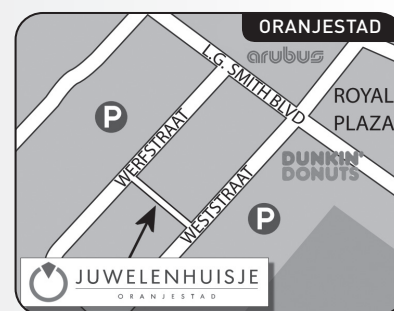 ORANJESTAD
arubus
L.G. SMITH BLVD
ROYAL
PLAZA
P
WERFSTRAAT
DUNKIN'
DONUTS
WESTSTRAAT
P
JUWELENHUISJE
ORANJESTAD